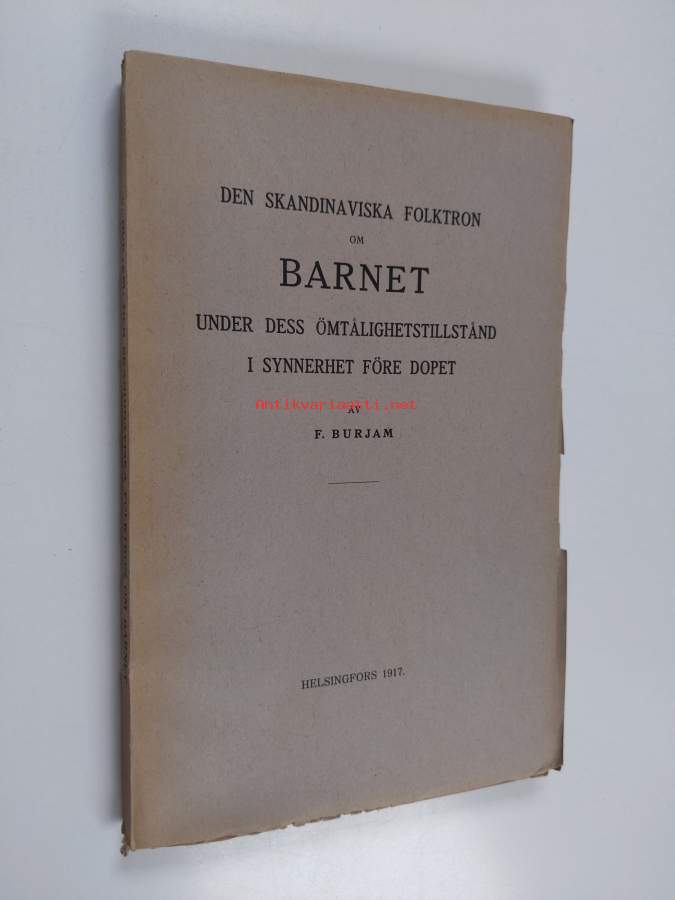 DEN SKANDINAVISKA FOLKTRON
OM
BARNET
UNDER DESS ÖMTÅLIGHETSTILLSTÅND
I SYNNERHET FÖRE DOPET
Antikvariaatti.net
AV
F. BURJAM
HELSINGFORS 1917.